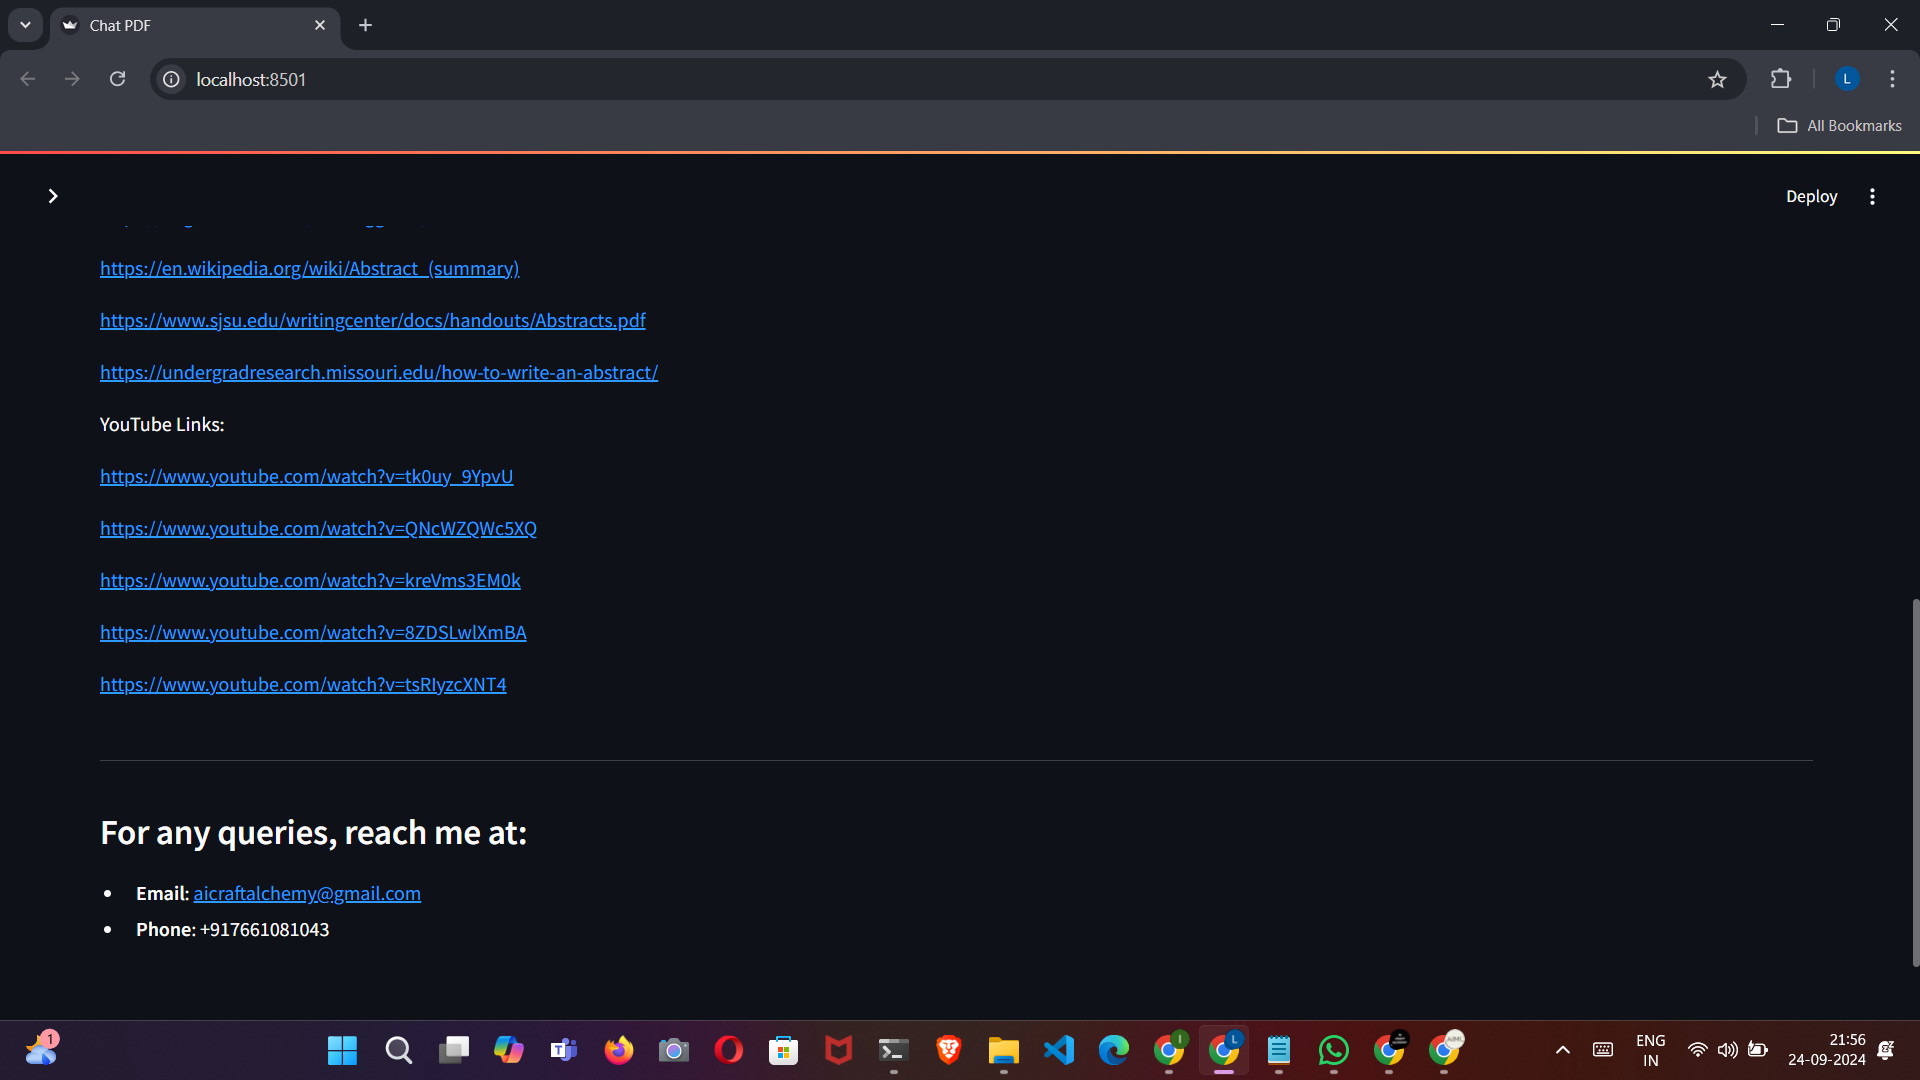 Chat PDF
localhost:8501
L
All Bookmarks
Deploy
https://en.wikipedia.org/wiki/Abstract_(summary)
https://www.sjsu.edu/writingcenter/docs/handouts/Abstracts.pdf
https://undergradresearch.missouri.edu/how-to-write-an-abstract/
YouTube Links:
https://www.youtube.com/watch?v=tk0uy_9YpvU
https://www.youtube.com/watch?v=QNcWZQWc5XQ
https://www.youtube.com/watch?v=kreVms3EM0k
https://www.youtube.com/watch?v=8ZDSLwlXmBA
https://www.youtube.com/watch?v=tsRIyzcXNT4
For any queries, reach me at:
• Email: aicraftalchemy@gmail.com
• Phone: +917661081043
1
I
L
ENG
IN
21:56
24-09-2024